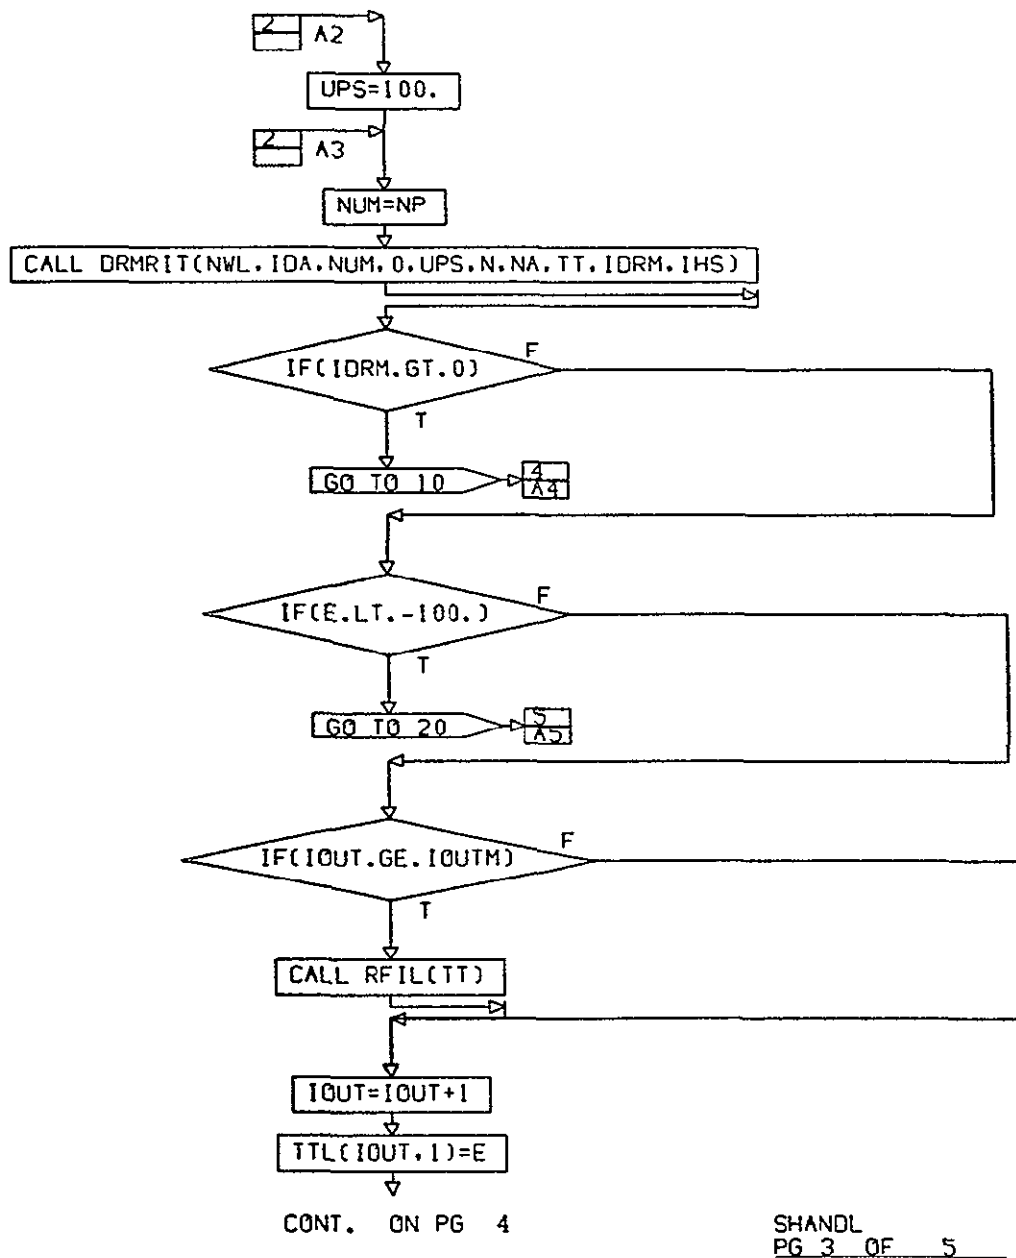 2
A2
UPS=100.
2
A3
NUM=NP
CALL DRMRIT(NWL.IDA.NUM.0.UPS.N.NA.TT.IDRM.IHS)
IF(IDRM.GT.0)
F
T
GO TO 10
4
A4
IF(E.LT.-100.)
F
T
GO TO 20
5
A5
IF(IOUT.GE.IOUTM)
F
T
CALL RFIL(TT)
IOUT=IOUT+1
TTL(IOUT.1)=E
CONT. ON PG 4
SHANDL
PG 3 OF 5